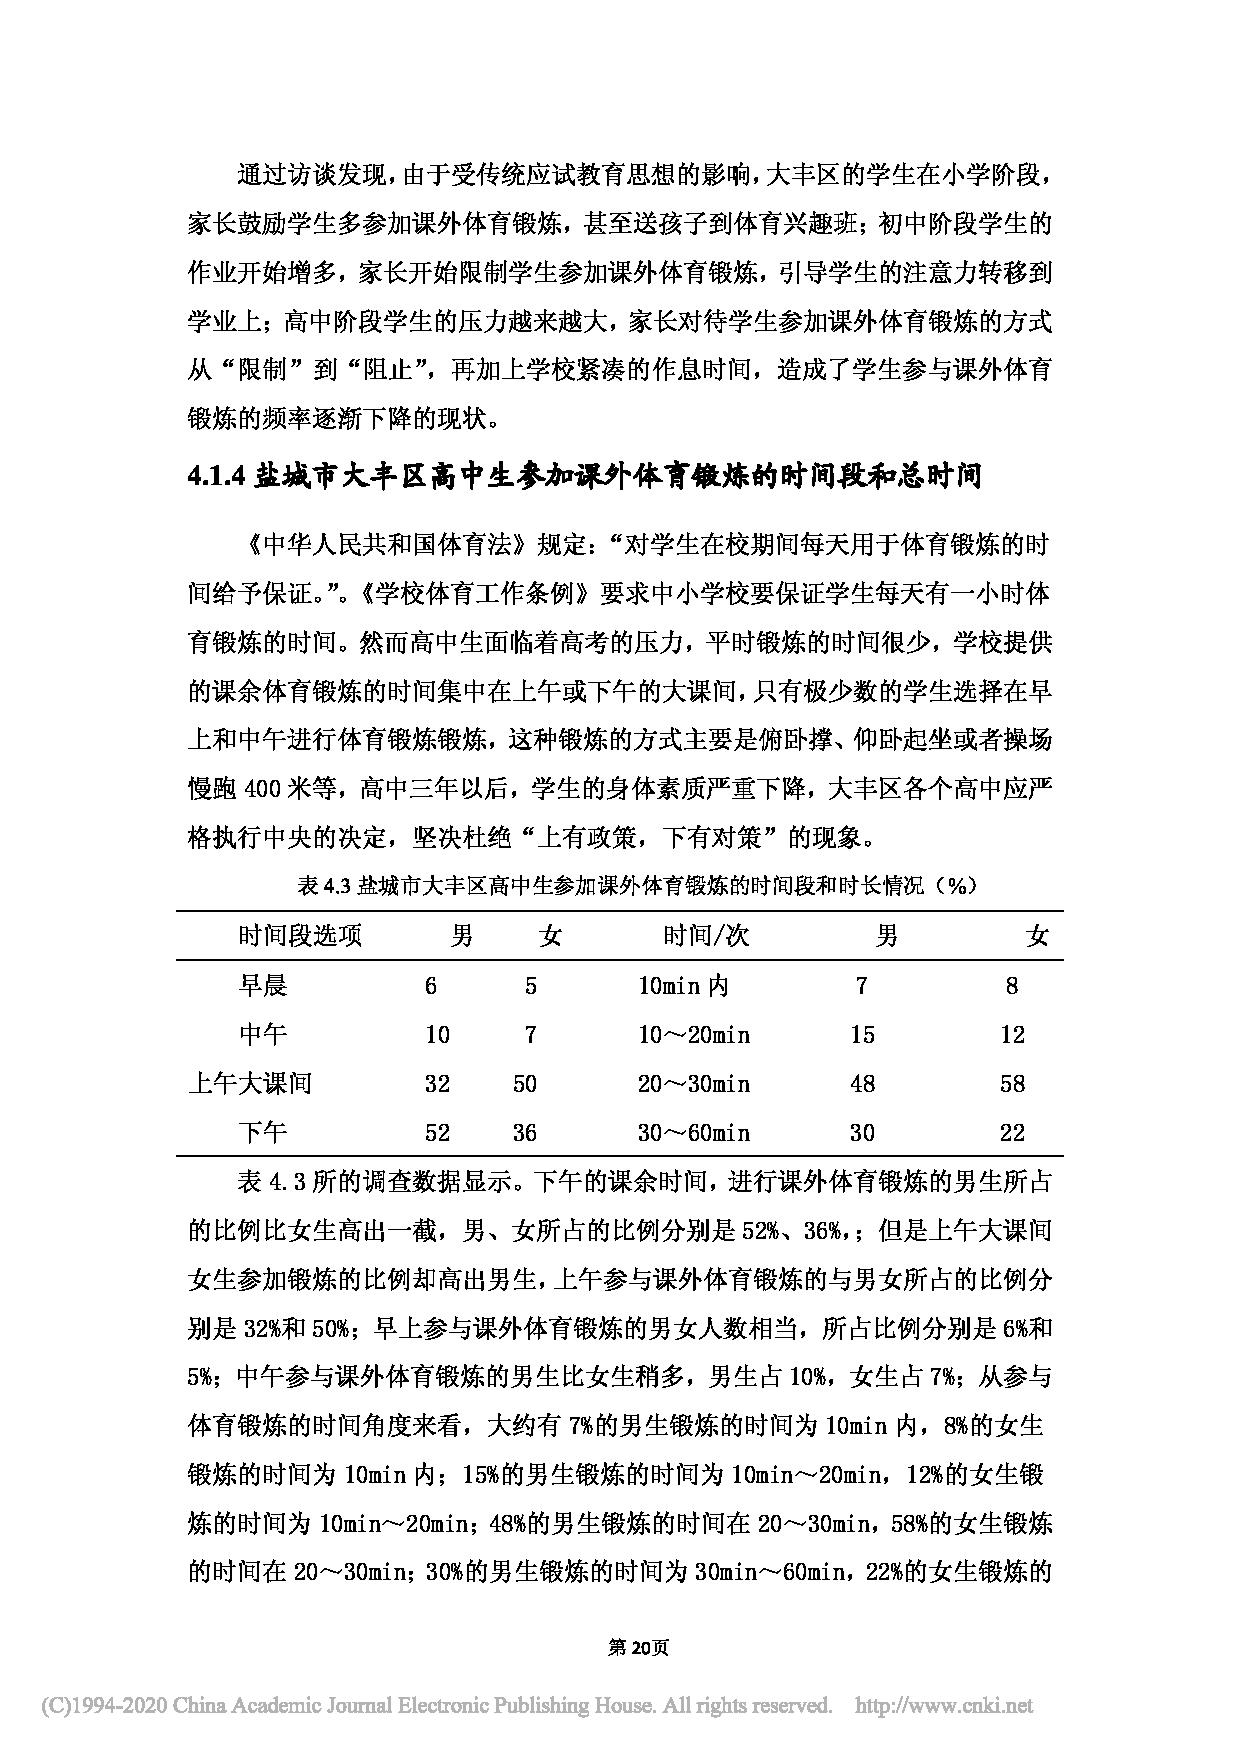 通过访谈发现，由于受传统应试教育思想的影响，大丰区的学生在小学阶段，
家长鼓励学生多参加课外体育锻炼，甚至送孩子到体育兴趣班；初中阶段学生的
作业开始增多，家长开始限制学生参加课外体育锻炼，引导学生的注意力转移到
学业上；高中阶段学生的压力越来越大，家长对待学生参加课外体育锻炼的方式
从“限制”到“阻止”，再加上学校紧凑的作息时间，造成了学生参与课外体育
锻炼的频率逐渐下降的现状。
4.1.4 盐城市大丰区高中生参加课外体育锻炼的时间段和总时间
《中华人民共和国体育法》规定：“对学生在校期间每天用于体育锻炼的时
间给予保证。”。《学校体育工作条例》要求中小学校要保证学生每天有一小时体
育锻炼的时间。然而高中生面临着高考的压力，平时锻炼的时间很少，学校提供
的课余体育锻炼的时间集中在上午或下午的大课间，只有极少数的学生选择在早
上和中午进行体育锻炼锻炼，这种锻炼的方式主要是俯卧撑、仰卧起坐或者操场
慢跑 400 米等，高中三年以后，学生的身体素质严重下降，大丰区各个高中应严
格执行中央的决定，坚决杜绝“上有政策，下有对策”的现象。
表 4.3 盐城市大丰区高中生参加课外体育锻炼的时间段和时长情况（%）
时间段选项 男 女 时间/次 男 女
早晨 6 5 10min 内 7 8
中午 10 7 10～20min 15 12
上午大课间 32 50 20～30min 48 58
下午 52 36 30～60min 30 22
表 4.3 所的调查数据显示。下午的课余时间，进行课外体育锻炼的男生所占
的比例比女生高出一截，男、女所占的比例分别是 52%、36%，；但是上午大课间
女生参加锻炼的比例却高出男生，上午参与课外体育锻炼的与男女所占的比例分
别是 32%和 50%；早上参与课外体育锻炼的男女人数相当，所占比例分别是 6%和
5%；中午参与课外体育锻炼的男生比女生稍多，男生占 10%，女生占 7%；从参与
体育锻炼的时间角度来看，大约有 7%的男生锻炼的时间为 10min 内，8%的女生
锻炼的时间为 10min 内；15%的男生锻炼的时间为 10min～20min，12%的女生锻
炼的时间为 10min～20min；48%的男生锻炼的时间在 20～30min，58%的女生锻炼
的时间在 20～30min；30%的男生锻炼的时间为 30min～60min，22%的女生锻炼的
第 20页
(C)1994-2020 China Academic Journal Electronic Publishing House. All rights reserved. http://www.cnki.net